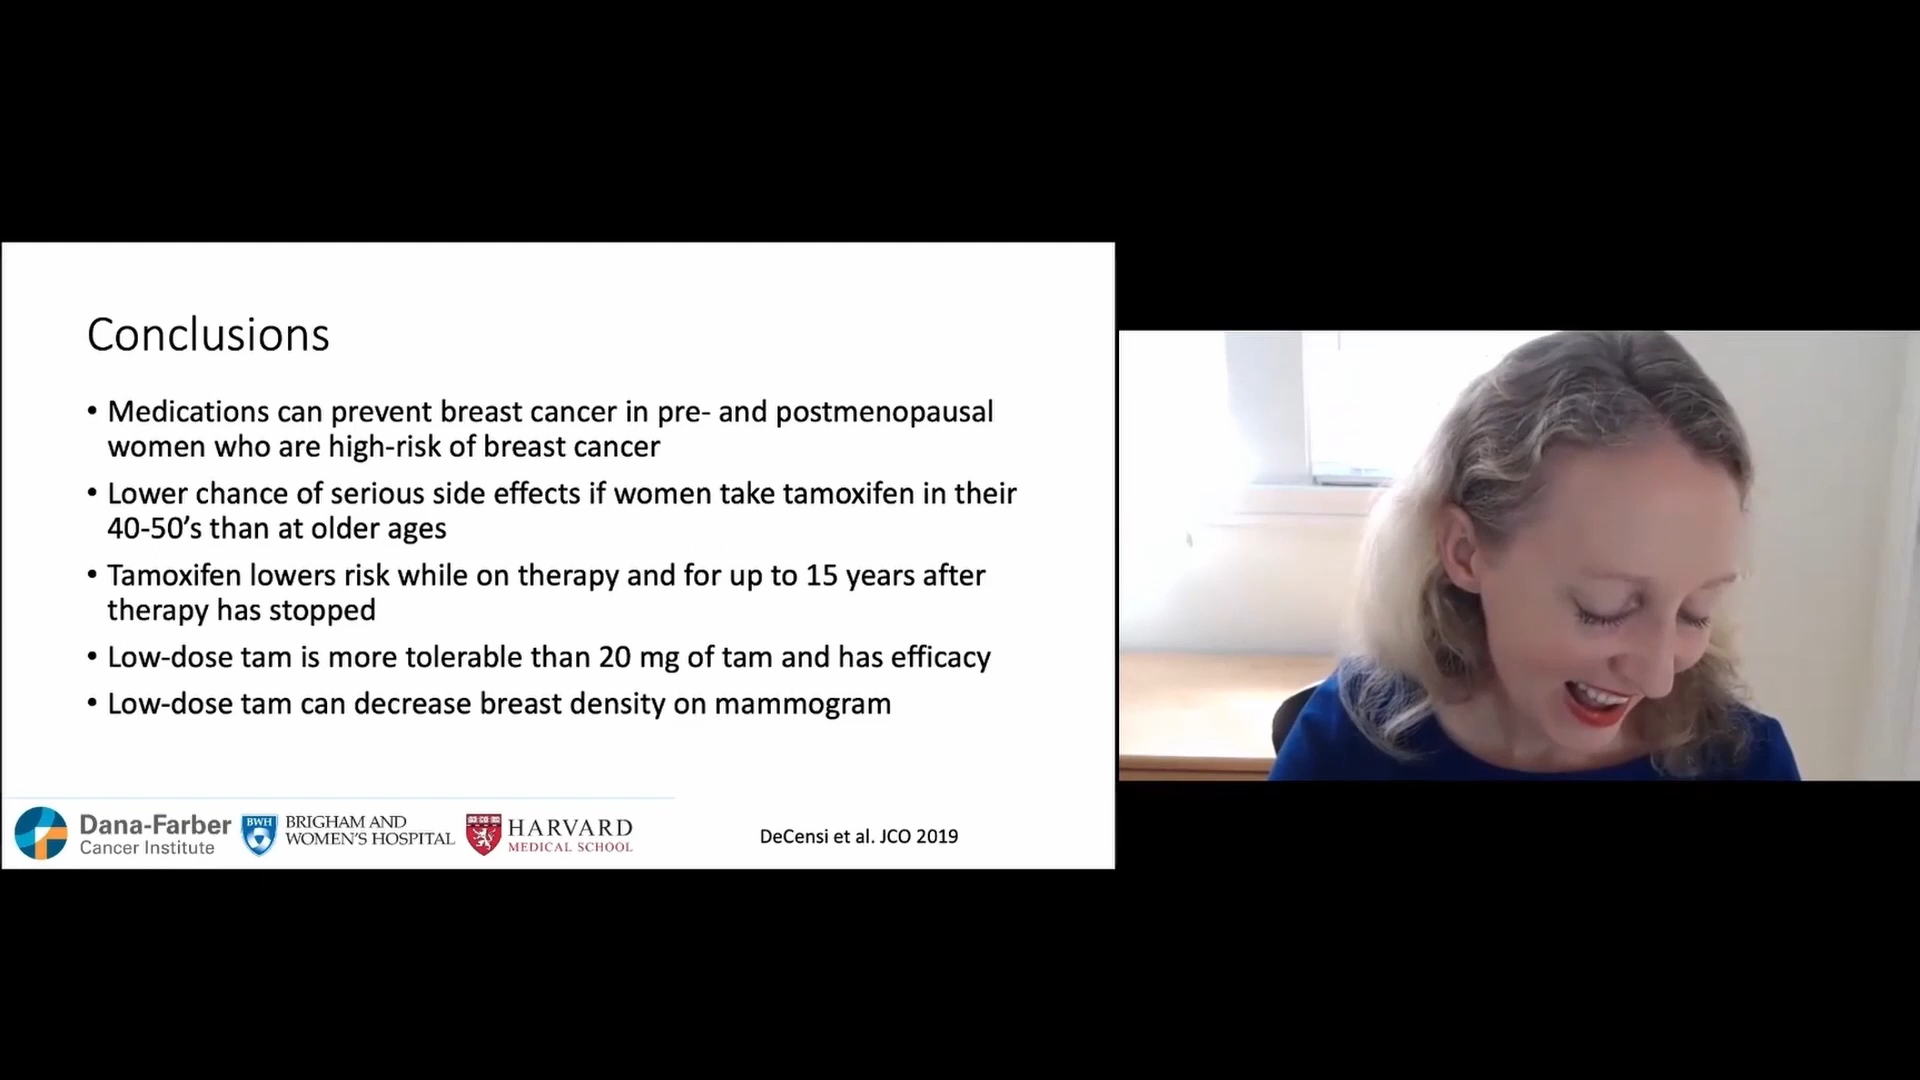 Conclusions
• Medications can prevent breast cancer in pre- and postmenopausal
women who are high-risk of breast cancer
• Lower chance of serious side effects if women take tamoxifen in their
40-50’s than at older ages
• Tamoxifen lowers risk while on therapy and for up to 15 years after
therapy has stopped
• Low-dose tam is more tolerable than 20 mg of tam and has efficacy
• Low-dose tam can decrease breast density on mammogram
Dana-Farber
Cancer Institute
BWH
BRIGHAM AND
WOMEN’S HOSPITAL
HARVARD
MEDICAL SCHOOL
DeCensi et al. JCO 2019